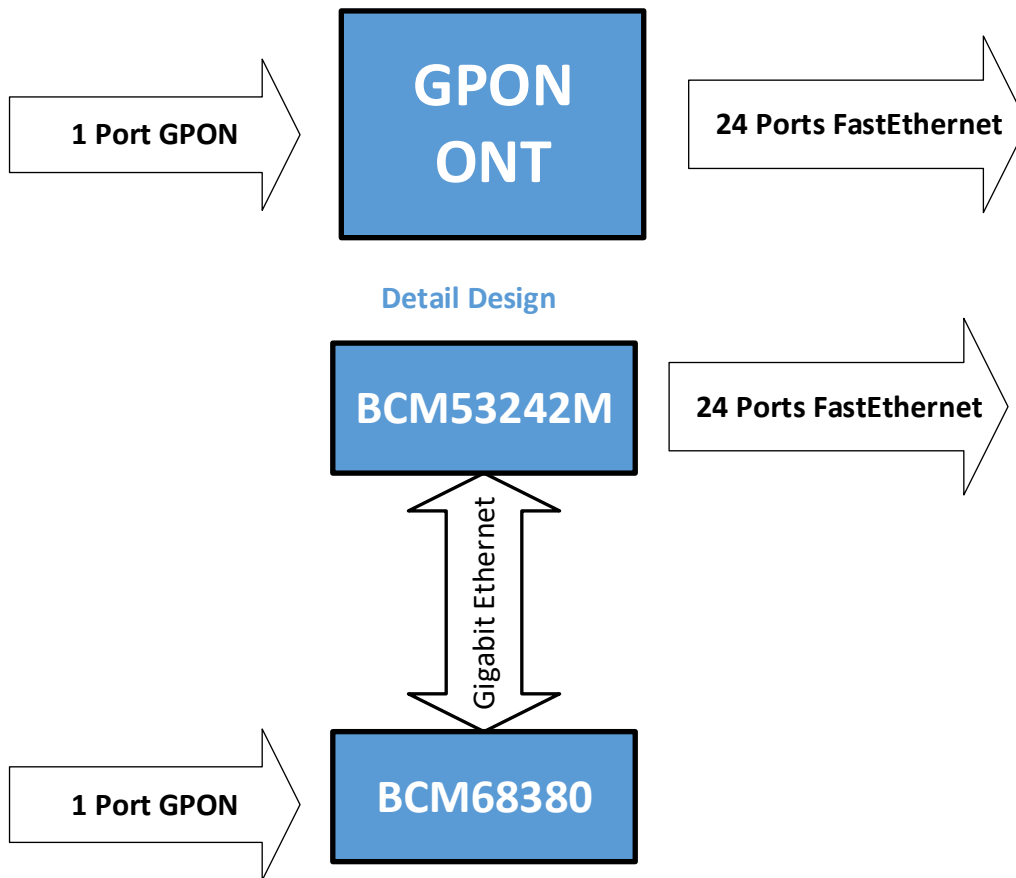 1 Port GPON
GPON
ONT
24 Ports FastEthernet
Detail Design
BCM53242M
24 Ports FastEthernet
Gigabit Ethernet
1 Port GPON
BCM68380